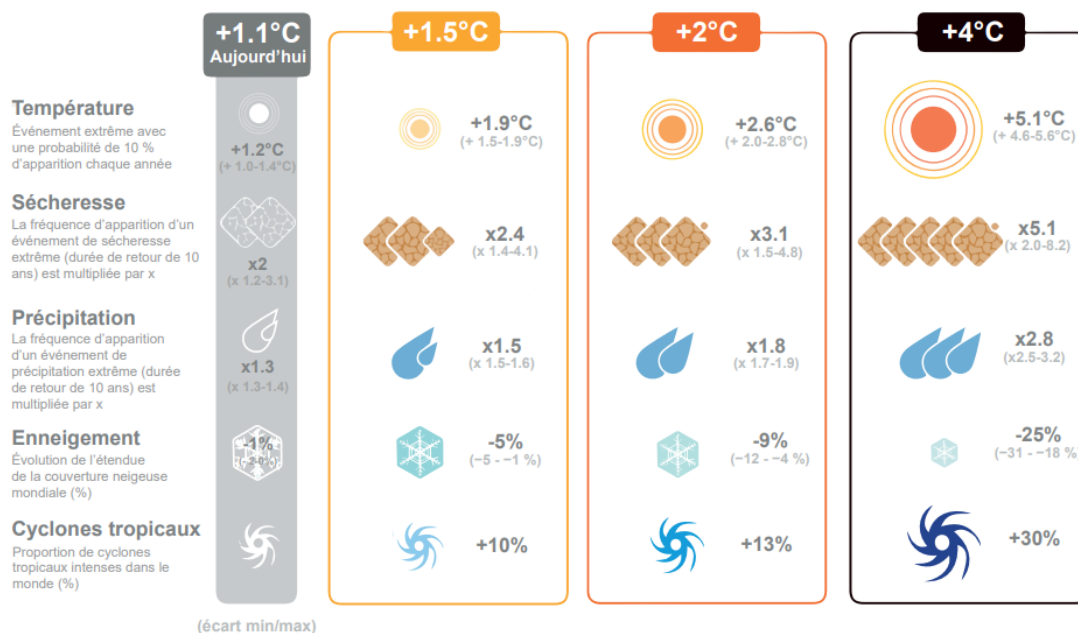 +1.1°C
Aujourd'hui
+1.5°C
+2°C
+4°C
Température
Événement extrême avec
une probabilité de 10 %
d'apparition chaque année
+1.2°C
(+ 1.0-1.4°C)
+1.9°C
(+ 1.5-1.9°C)
+2.6°C
(+ 2.0-2.8°C)
+5.1°C
(+ 4.6-5.6°C)
Sécheresse
La fréquence d'apparition d'un
événement de sécheresse
extrême (durée de retour de 10
ans) est multipliée par x
x2
(x 1.2-3.1)
x2.4
(x 1.4-4.1)
x3.1
(x 1.5-4.8)
x5.1
(x 2.0-8.2)
Précipitation
La fréquence d'apparition
d'un événement de
précipitation extrême (durée
de retour de 10 ans) est
multipliée par x
x1.3
(x 1.3-1.4)
x1.5
(x 1.5-1.6)
x1.8
(x 1.7-1.9)
x2.8
(x2.5-3.2)
Enneigement
Évolution de l'étendue
de la couverture neigeuse
mondiale (%)
-1%
-5%
(−5 - −1 %)
-9%
(−12 - −4 %)
-25%
(−31 - −18 %)
Cyclones tropicaux
Proportion de cyclones
tropicaux intenses dans le
monde (%)
+10%
+13%
+30%
(écart min/max)